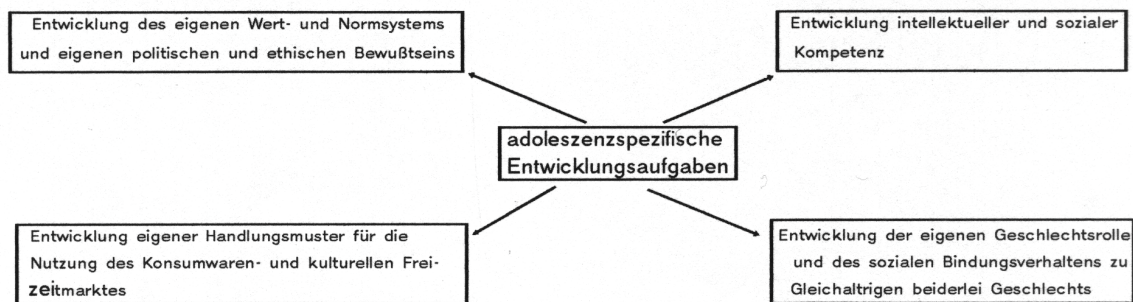 Entwicklung des eigenen Wert- und Normsystems
und eigenen politischen und ethischen Bewußtseins
Entwicklung intellektueller und sozialer
Kompetenz
adoleszenzspezifische
Entwicklungsaufgaben
Entwicklung eigener Handlungsmuster für die
Nutzung des Konsumwaren- und kulturellen Frei-
zeitmarktes
Entwicklung der eigenen Geschlechtsrolle
und des sozialen Bindungsverhaltens zu
Gleichaltrigen beiderlei Geschlechts